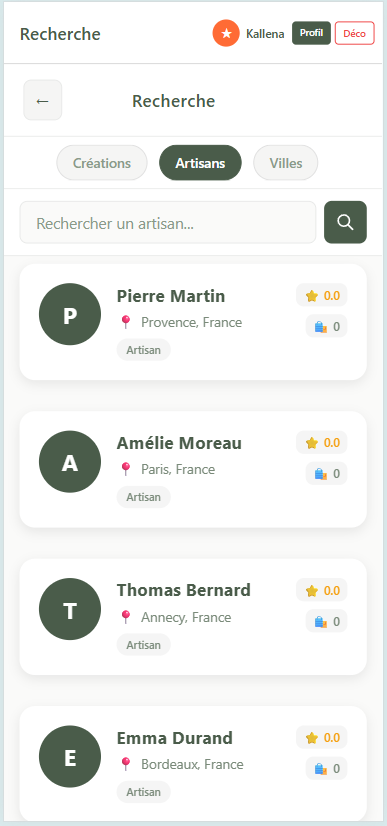 Recherche
Kallena
Profil
Déco
←
Recherche
Créations
Artisans
Villes
Rechercher un artisan...
P
Pierre Martin
0.0
Provence, France
0
Artisan
A
Amélie Moreau
0.0
Paris, France
0
Artisan
T
Thomas Bernard
0.0
Annecy, France
0
Artisan
E
Emma Durand
0.0
Bordeaux, France
0
Artisan